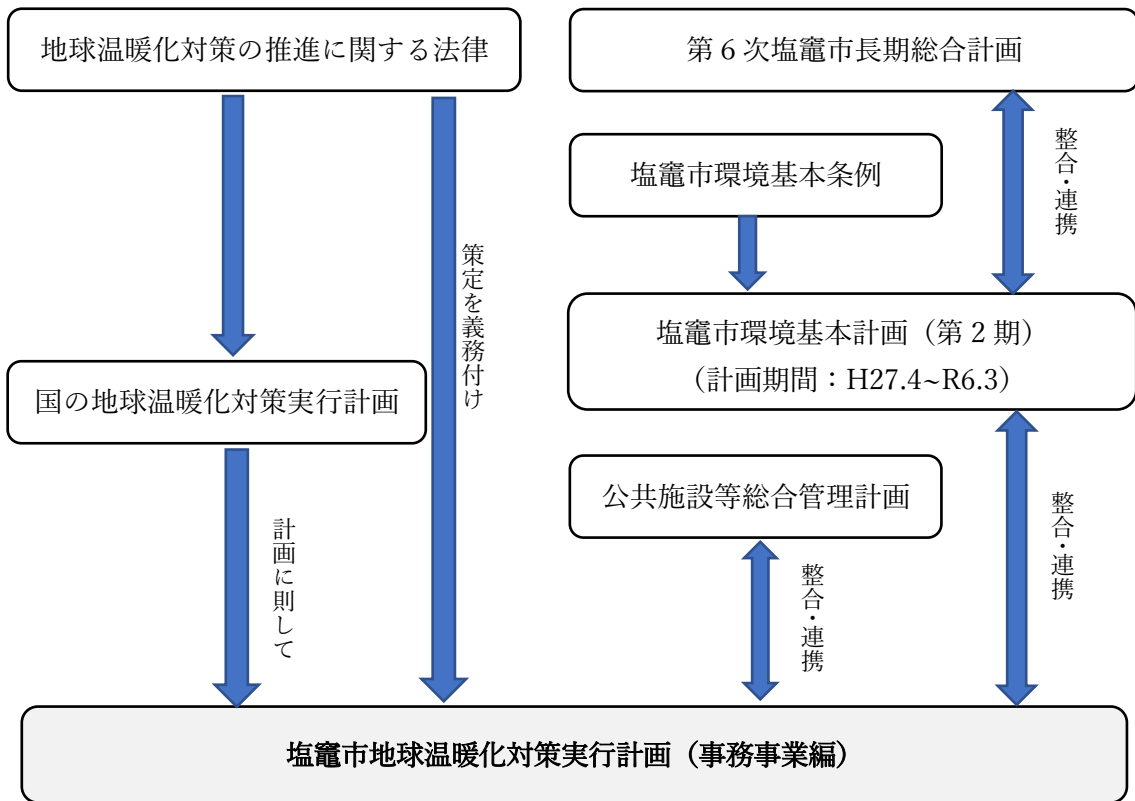 地球温暖化対策の推進に関する法律
第6次塩竈市長期総合計画
整合・連携
塩竈市環境基本条例
策定を義務付け
塩竈市環境基本計画（第2期）
（計画期間：H27.4~R6.3）
国の地球温暖化対策実行計画
公共施設等総合管理計画
整合・連携
計画に則して
整合・連携
塩竈市地球温暖化対策実行計画（事務事業編）